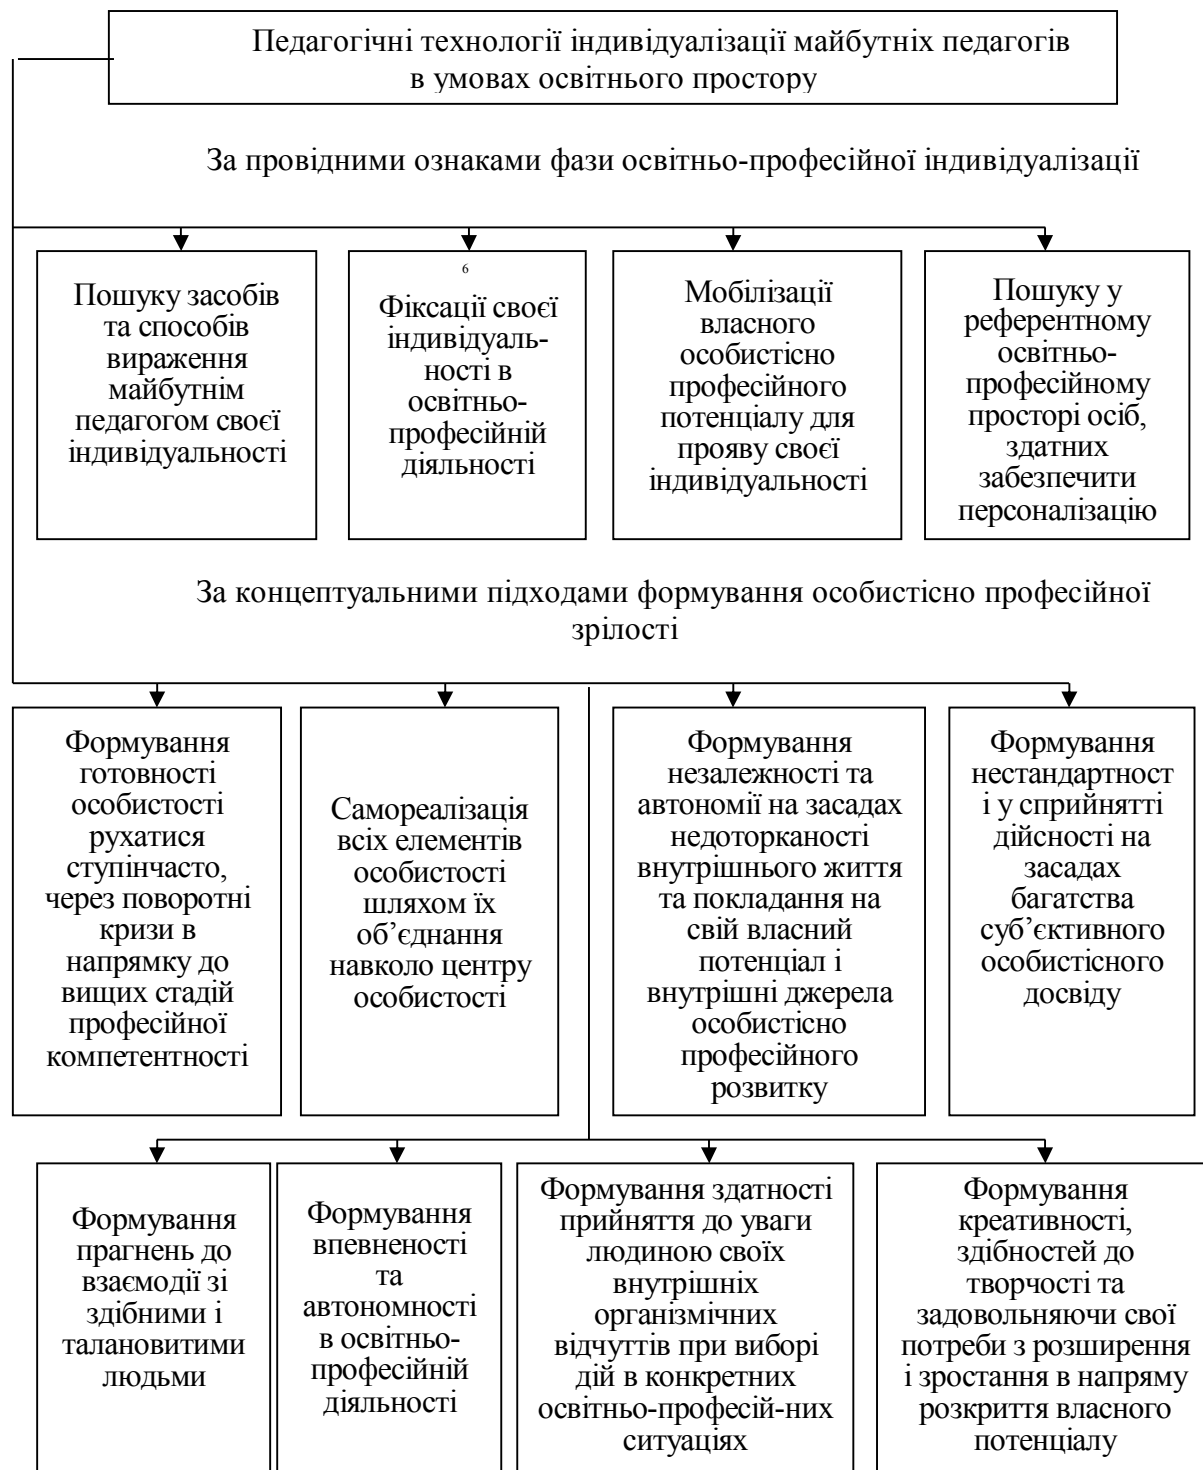 Педагогічні технології індивідуалізації майбутніх педагогів
в умовах освітнього простору
За провідними ознаками фази освітньо-професійної індивідуалізації
Пошуку засобів
та способів
вираження
майбутнім
педагогом своєї
індивідуальності
6
Фіксації своєї
індивідуаль-
ності в
освітньо-
професійній
діяльності
Мобілізації
власного
особистісно
професійного
потенціалу для
прояву своєї
індивідуальності
Пошуку у
референтному
освітньо-
професійному
просторі осіб,
здатних
забезпечити
персоналізацію
За концептуальними підходами формування особистісно професійної
зрілості
Формування
готовності
особистості
рухатися
ступінчасто,
через поворотні
кризи в
напрямку до
вищих стадій
професійної
компетентності
Самореалізація
всіх елементів
особистості
шляхом їх
об’єднання
навколо центру
особистості
Формування
незалежності та
автономії на засадах
недоторканості
внутрішнього життя
та покладання на
свій власний
потенціал і
внутрішні джерела
особистісно
професійного
розвитку
Формування
нестандартност
і у сприйнятті
дійсності на
засадах
багатства
суб’єктивного
особистісного
досвіду
Формування
прагнень до
взаємодії зі
здібними і
талановитими
людьми
Формування
впевненості
та
автономності
в освітньо-
професійній
діяльності
Формування здатності
прийняття до уваги
людиною своїх
внутрішніх
організмічних
відчуттів при виборі
дій в конкретних
освітньо-професій-них
ситуаціях
Формування
креативності,
здібностей до
творчості та
задовольняючи свої
потреби з розширення
і зростання в напряму
розкриття власного
потенціалу